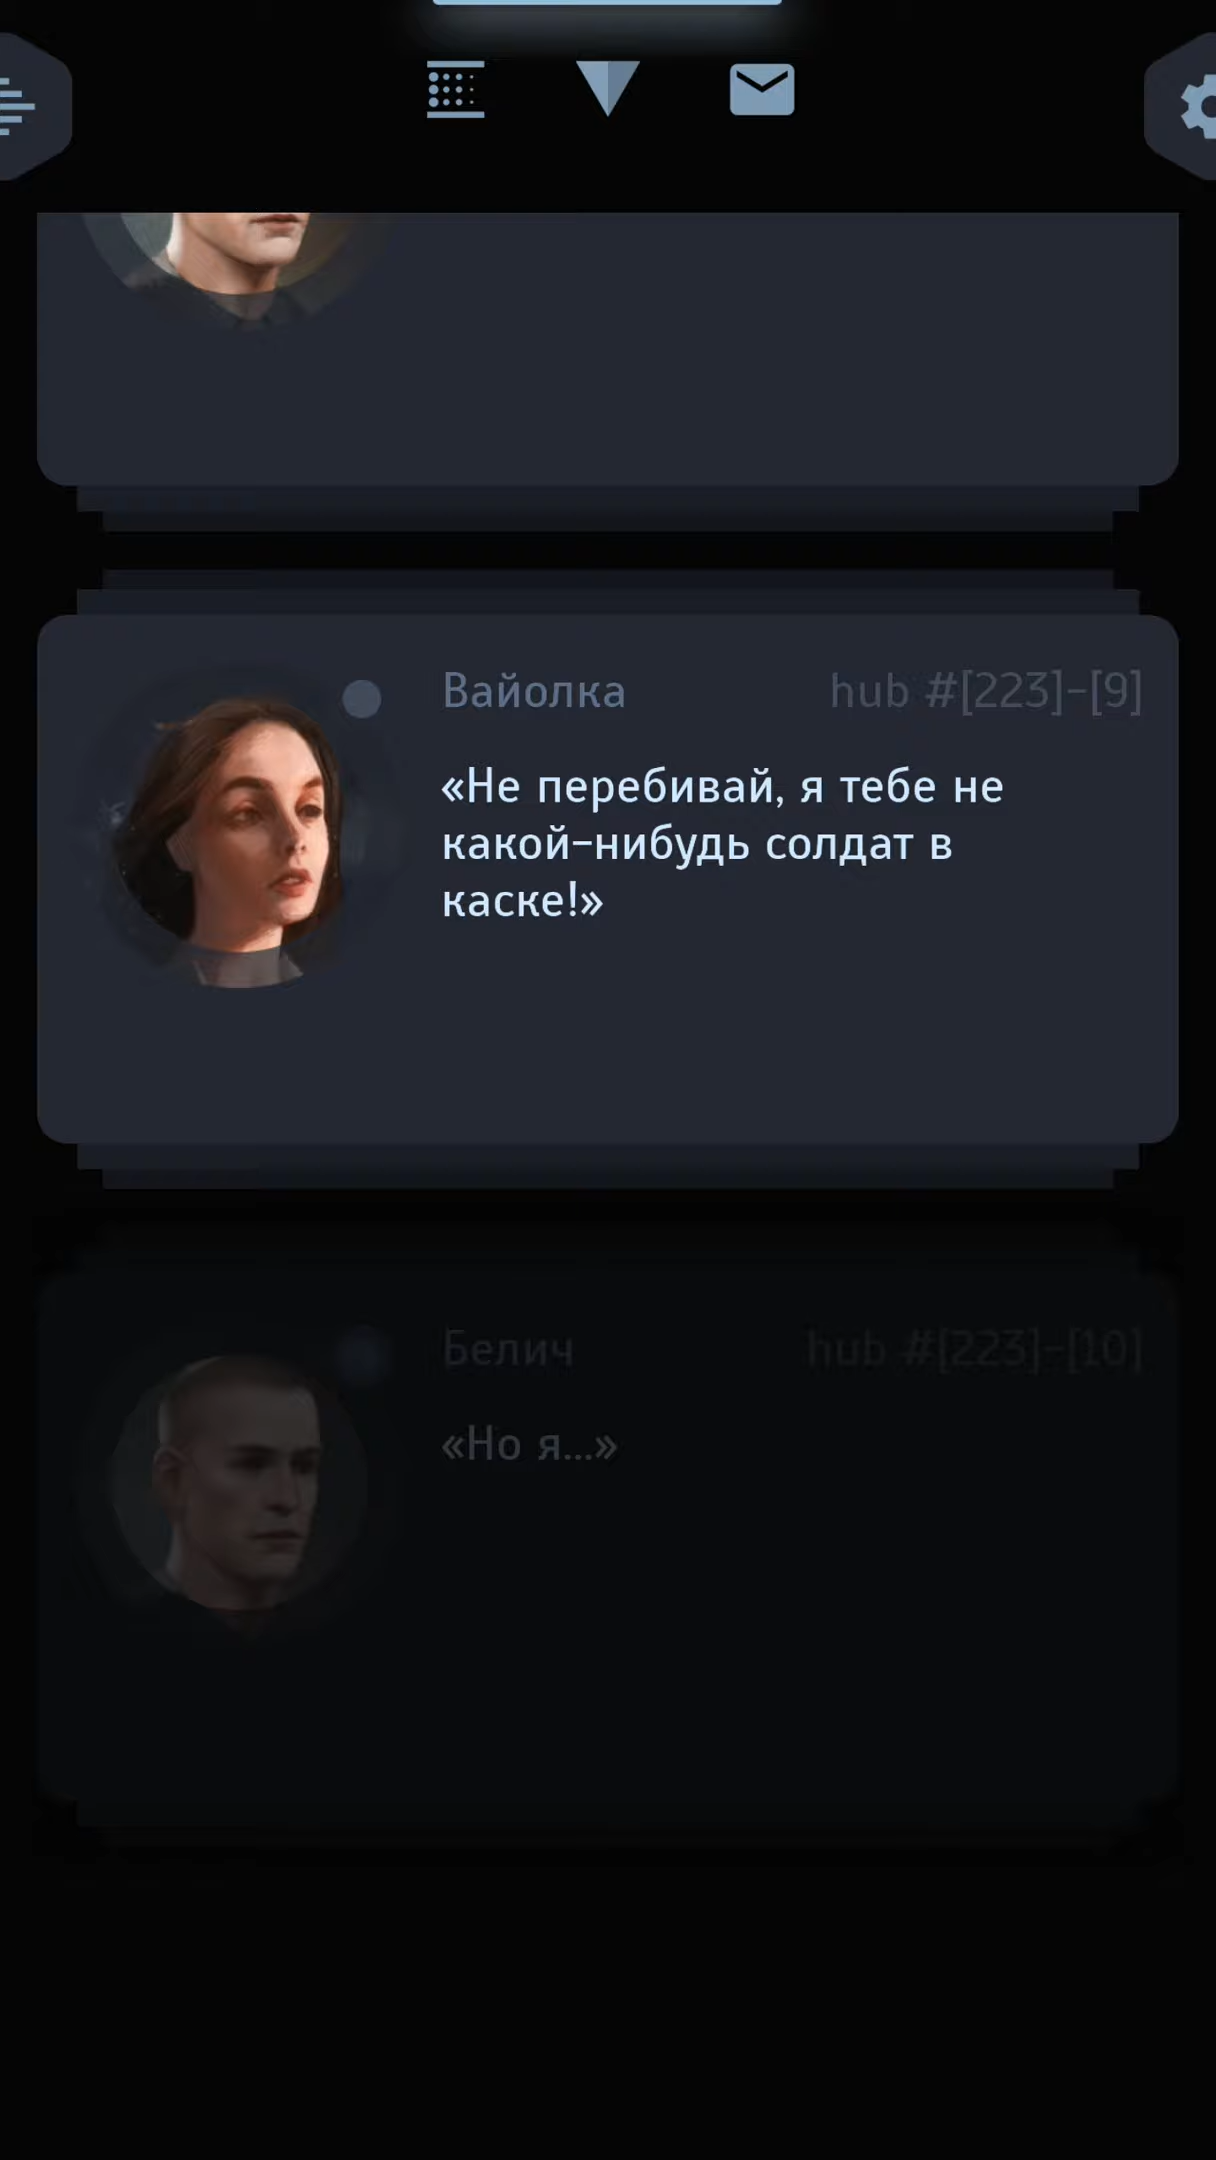 Вайолка hub #[223]-[9]
«Не перебивай, я тебе не
какой-нибудь солдат в
каске!»
Белич hub #[223]-[10]
«Но я...»